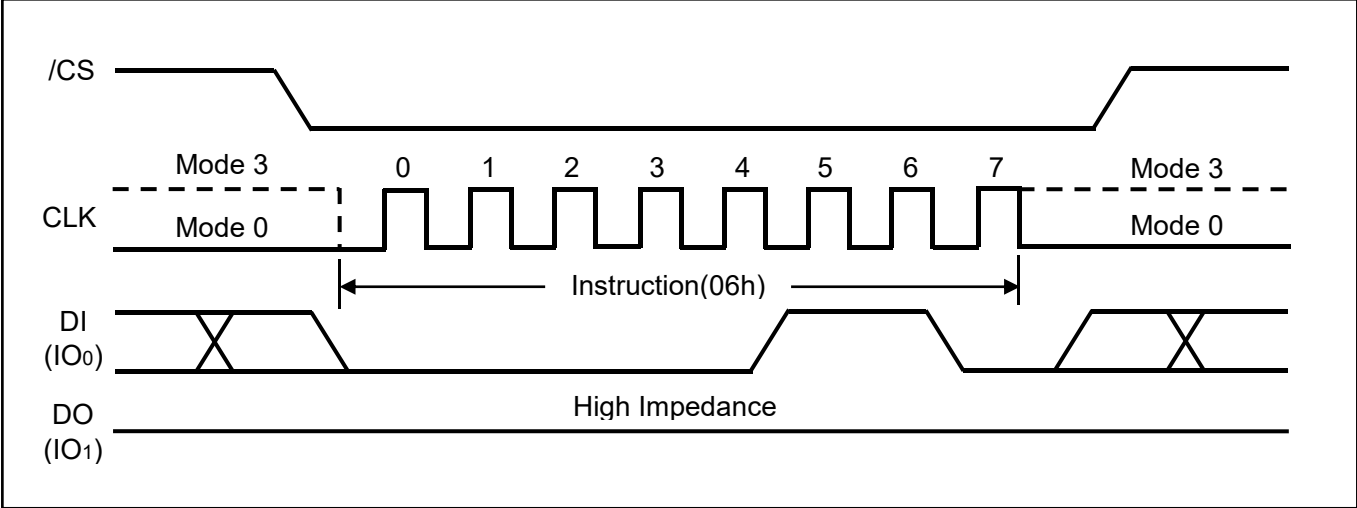 /CS
Mode 3 0 1 2 3 4 5 6 7 Mode 3
CLK
Mode 0 Mode 0
Instruction(06h)
DI
(IO0)
High Impedance
DO
(IO1)